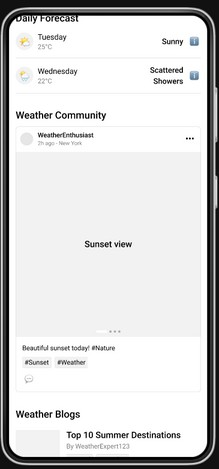 Daily Forecast
Tuesday
25°C
Sunny
Wednesday
22°C
Scattered
Showers
Weather Community
WeatherEnthusiast
2h ago - New York
Sunset view
Beautiful sunset today! #Nature
#Sunset #Weather
Weather Blogs
Top 10 Summer Destinations
By WeatherExpert123